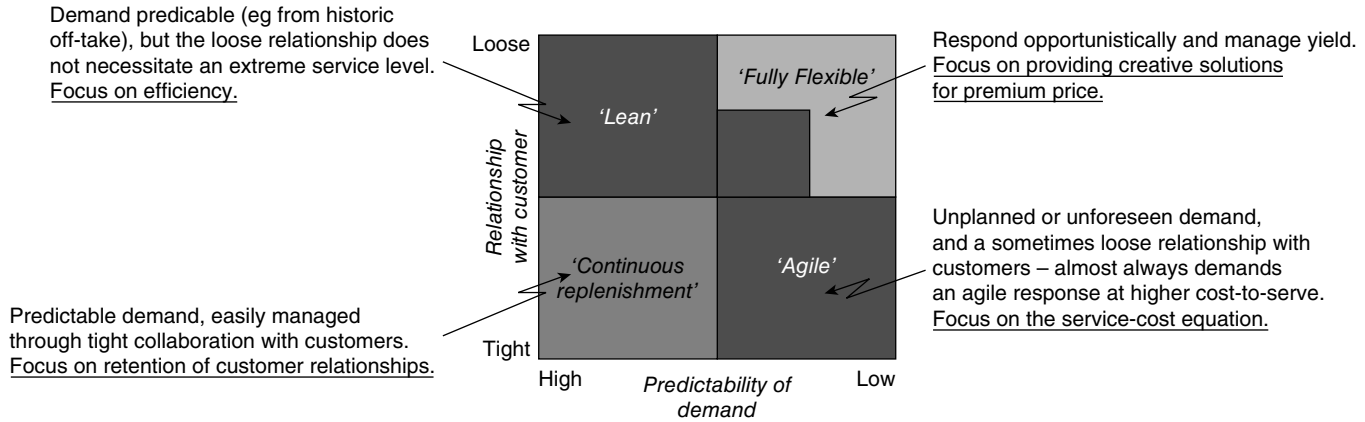 Demand predicable (eg from historic
off-take), but the loose relationship does
not necessitate an extreme service level.
Focus on efficiency.
Loose
Relationship
with customer
Tight
‘Lean’
‘Fully Flexible’
Respond opportunistically and manage yield.
Focus on providing creative solutions
for premium price.
Predictable demand, easily managed
through tight collaboration with customers.
Focus on retention of customer relationships.
‘Continuous
replenishment’
‘Agile’
Unplanned or unforeseen demand,
and a sometimes loose relationship with
customers – almost always demands
an agile response at higher cost-to-serve.
Focus on the service-cost equation.
High
Predictability of
demand
Low